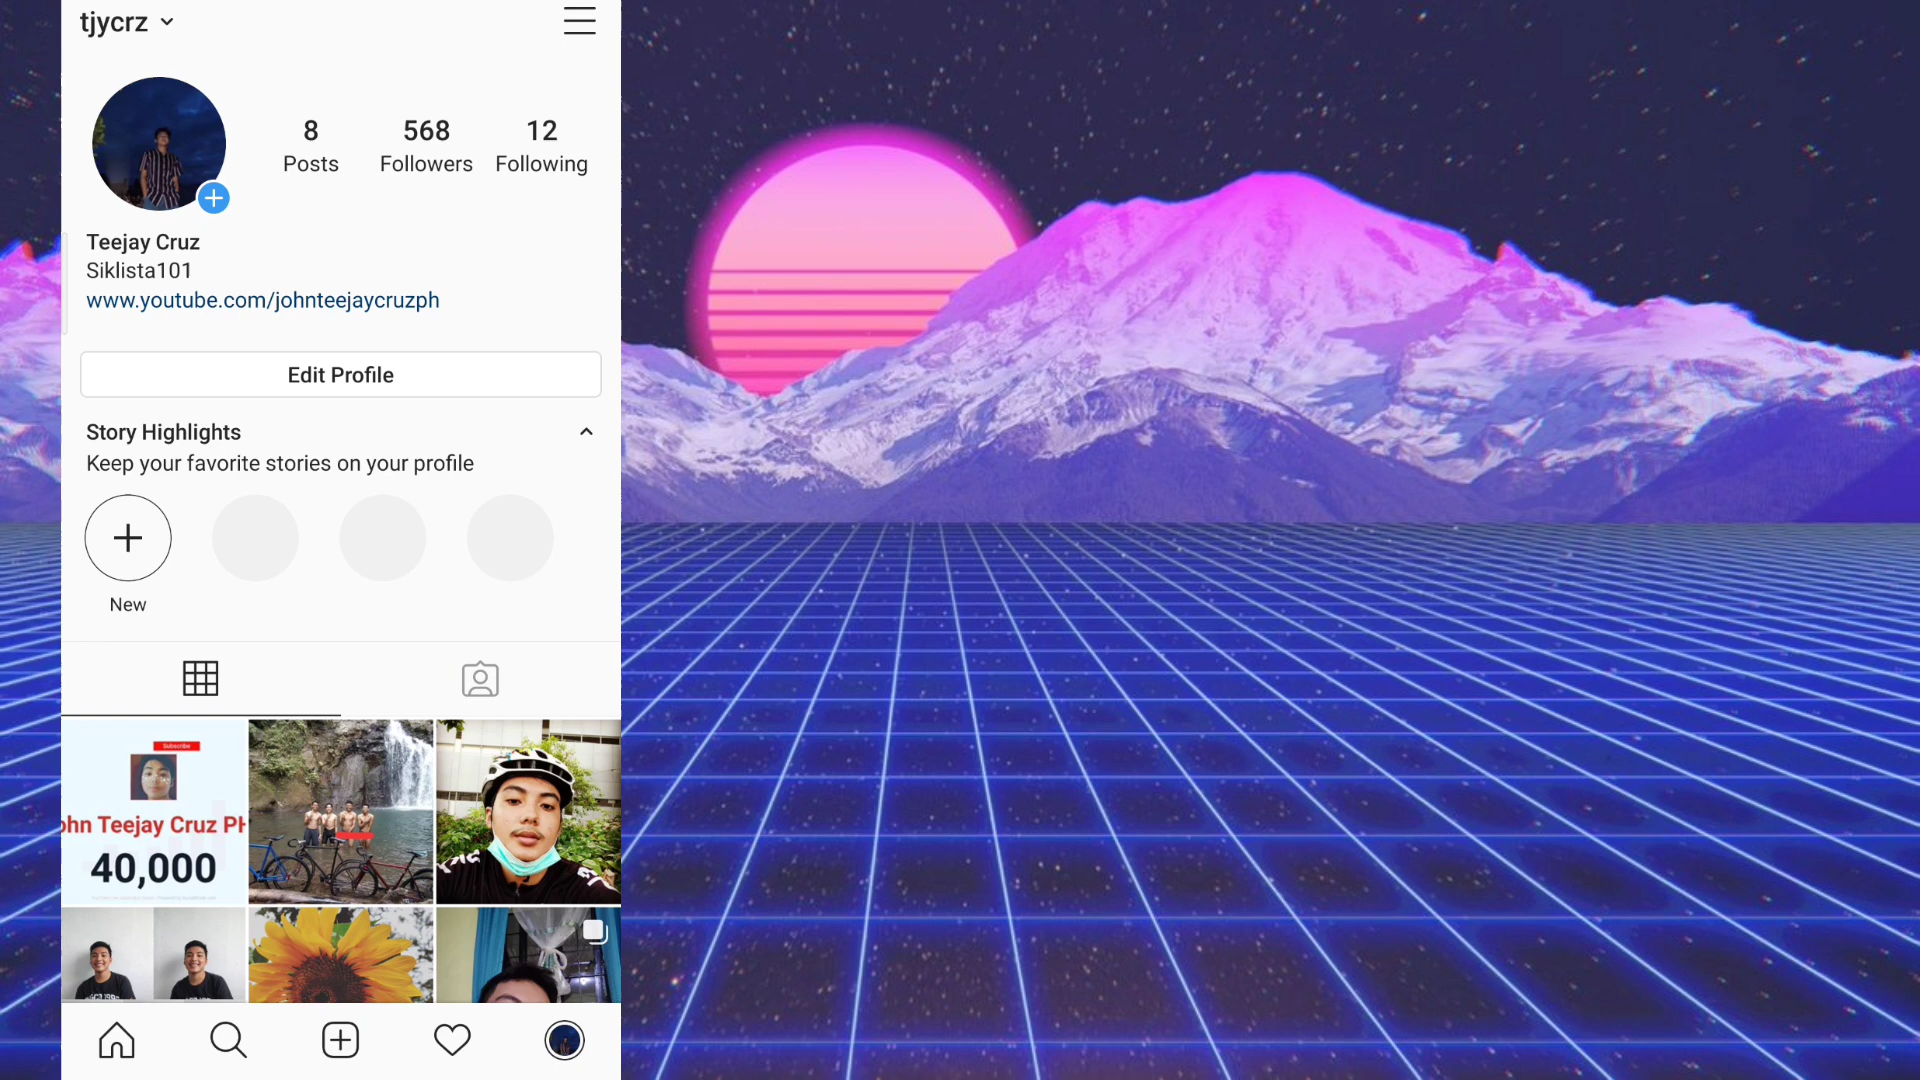 tjycrz
8 568 12
Posts Followers Following
Teejay Cruz
Siklista101
www.youtube.com/johnteejaycruzph
Edit Profile
Story Highlights
Keep your favorite stories on your profile
New
Subscribe
ohn Teejay Cruz PH
40,000